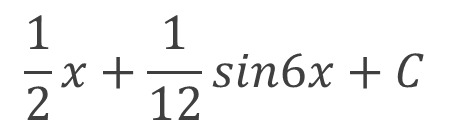 1/2 x + 1/12 sin6x + C